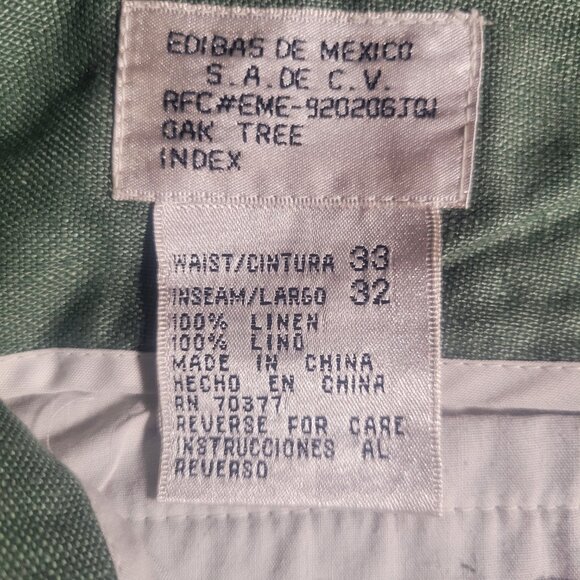 EDIBAS DE MEXICO
S.A.DE C.V.
RFC#EME-920206JQW
OAK TREE
INDEX
WAIST/CINTURA 33
INSEAM/LARGO 32
100% LINEN
100% LINO
MADE IN CHINA
HECHO EN CHINA
RN 70377
REVERSE FOR CARE
INSTRUCCIONES AL
REVERSO